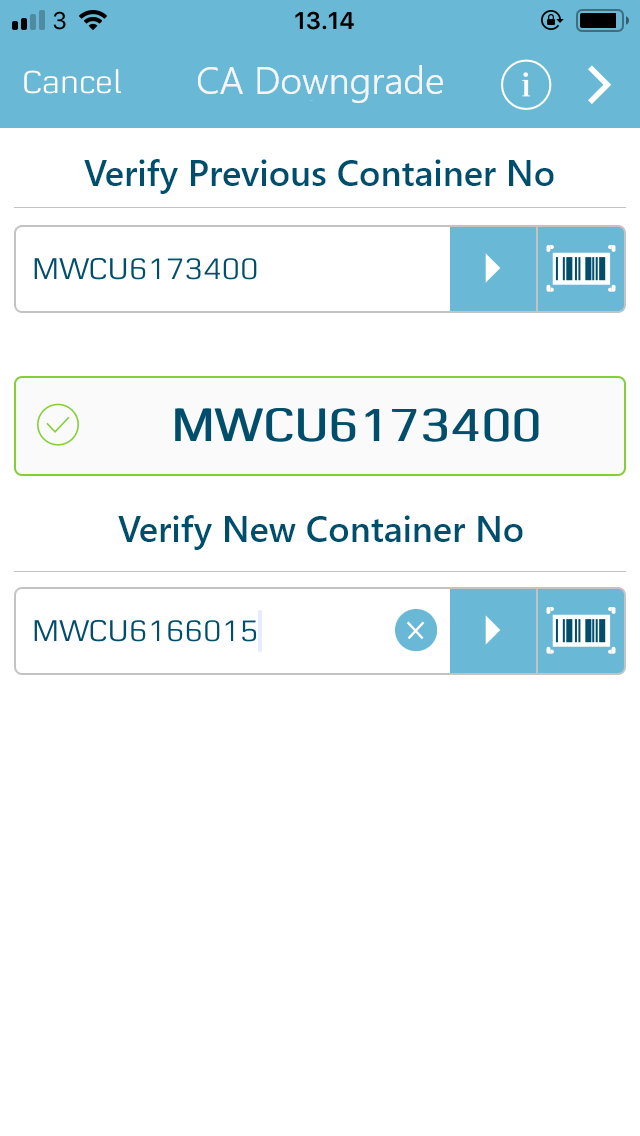 3 13.14
Cancel CA Downgrade i
Verify Previous Container No
MWCU6173400
MWCU6173400
Verify New Container No
MWCU6166015